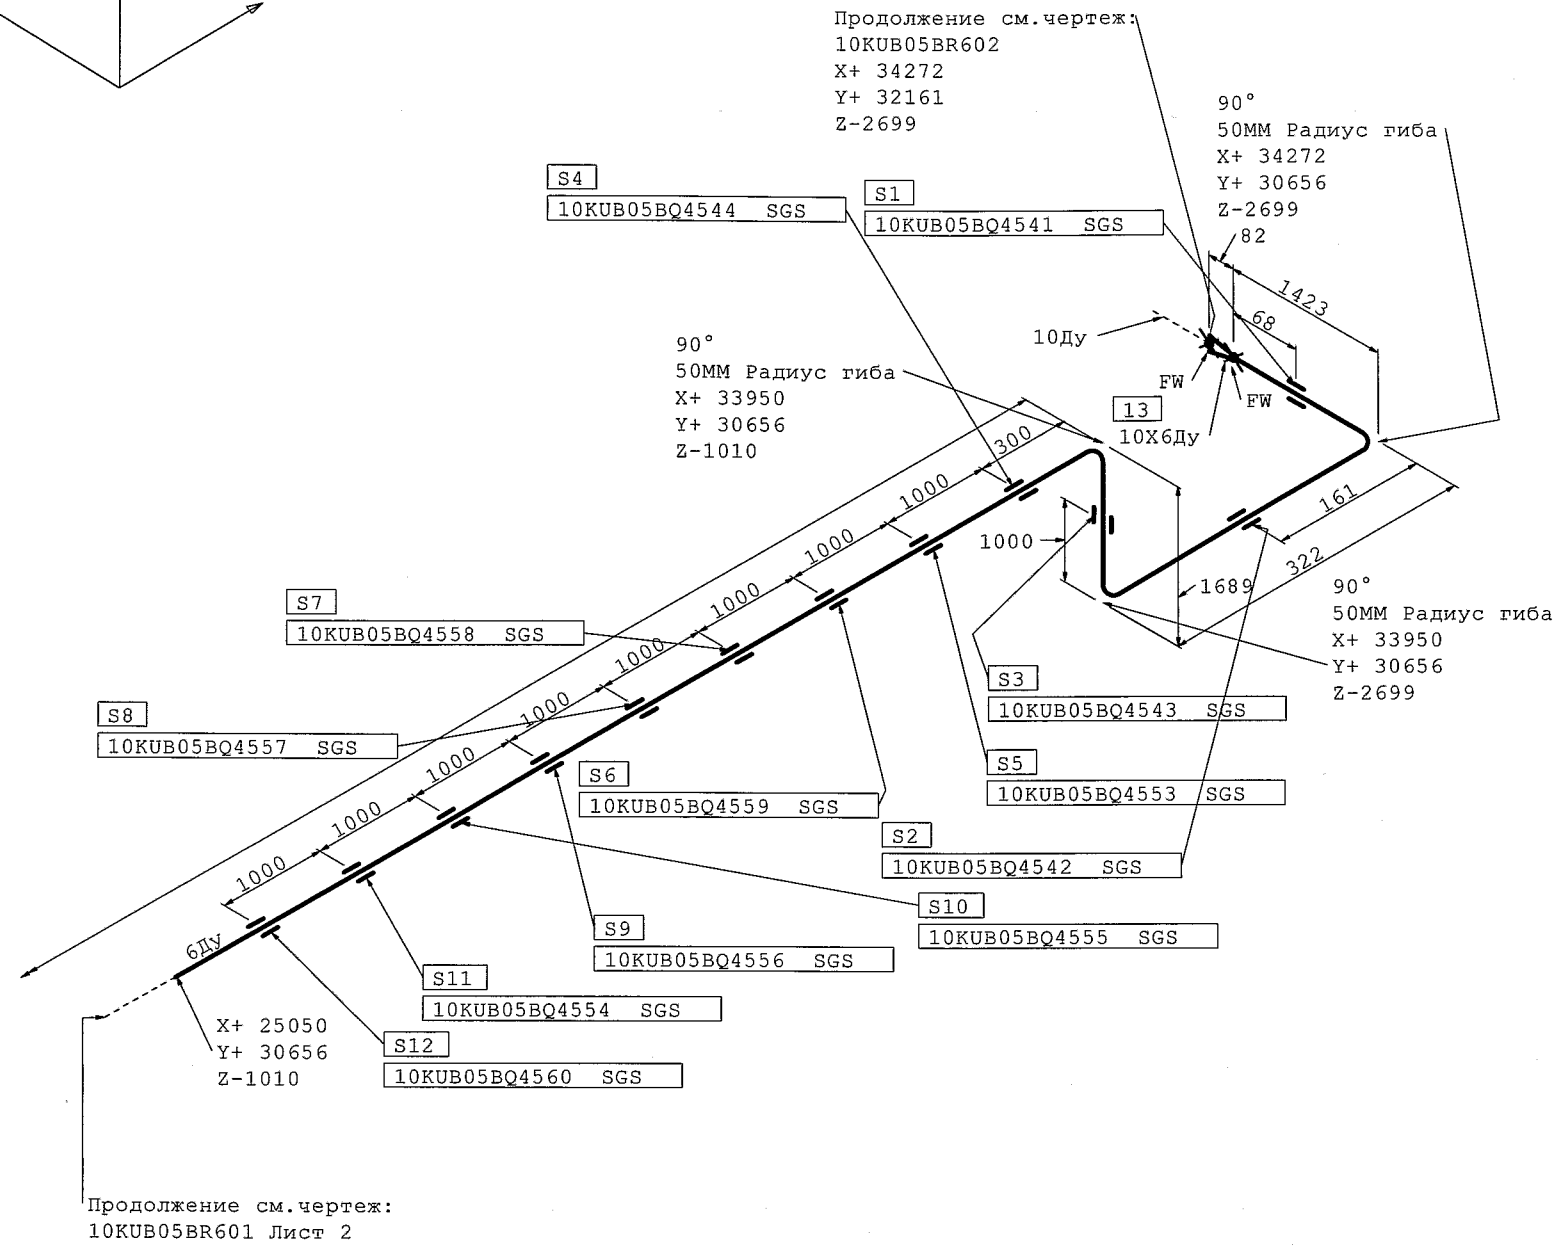 Продолжение см.чертеж:
10KUB05BR602
X+ 34272
Y+ 32161
Z-2699
90°
50ММ Радиус гиба
X+ 34272
Y+ 30656
Z-2699
82
S4
10KUB05BQ4544 SGS
S1
10KUB05BQ4541 SGS
1423
68
10Ду
FW
FW
13
10X6Ду
90°
50ММ Радиус гиба
X+ 33950
Y+ 30656
Z-1010
300
1000
1000
1000
1000
1000
1000
1000
1000
1000
161
322
1689
90°
50ММ Радиус гиба
X+ 33950
Y+ 30656
Z-2699
S7
10KUB05BQ4558 SGS
S3
10KUB05BQ4543 SGS
S8
10KUB05BQ4557 SGS
S5
10KUB05BQ4553 SGS
S6
10KUB05BQ4559 SGS
S2
10KUB05BQ4542 SGS
S10
10KUB05BQ4555 SGS
S9
10KUB05BQ4556 SGS
6Ду
S11
10KUB05BQ4554 SGS
X+ 25050
Y+ 30656
Z-1010
S12
10KUB05BQ4560 SGS
Продолжение см.чертеж:
10KUB05BR601 Лист 2